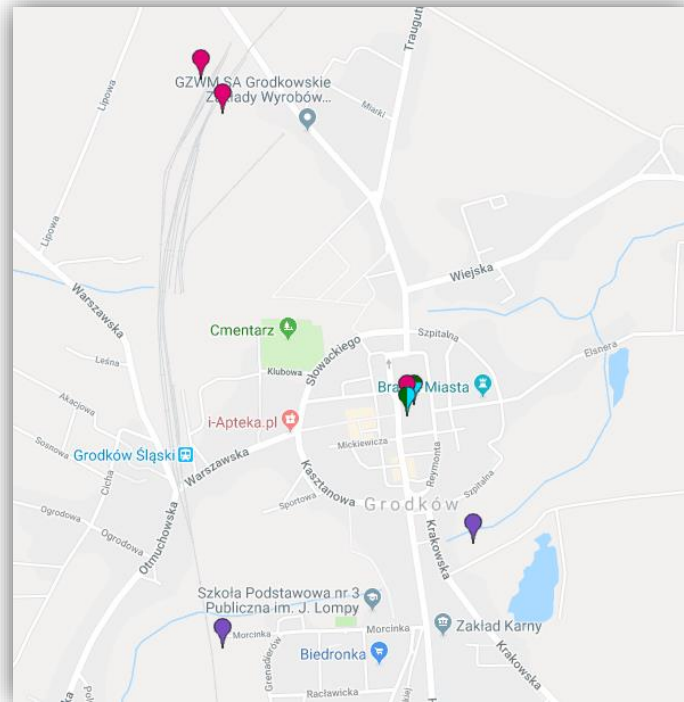 Lipowa
Traugutt
GZWM SA Grodkowskie
Zakłady Wyrobów...
Miarki
Lipowa
Wiejska
Warszawska
Cmentarz
Szpitalna
Słowackiego
Elsnera
Leśna
Klubowa
Miasta
Akacjowa
i-Apteka.pl
Mickiewicza
Sosnowa
Grodków Śląski
Warszawska
Reymonta
Cicha
Kasztanowa
Szpitalna
Sportowa
Grodków
Ogrodowa
Otmuchowska
Ogrodowa
Krakowska
Szkoła Podstawowa nr 3
Publiczna im. J. Lompy
Zakład Karny
Morcinka
Morcinka
Grenadierów
Biedronka
Krakowska
Racławicka